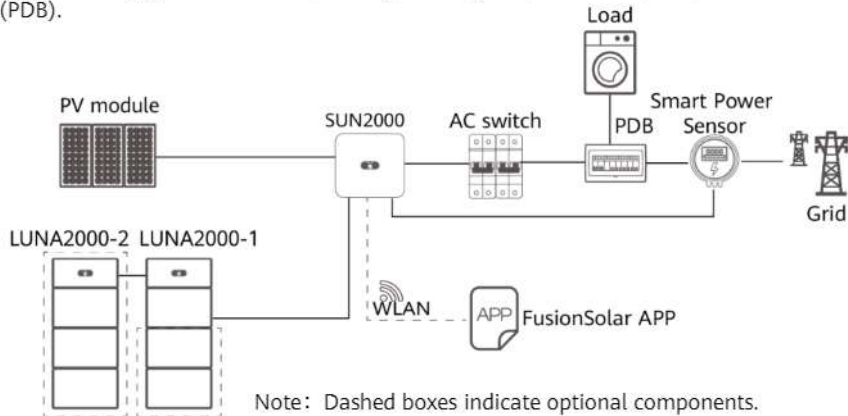 (PDB).
Load
PV module
SUN2000
AC switch
PDB
Smart Power
Sensor
Grid
LUNA2000-2 LUNA2000-1
WLAN
APP
FusionSolar APP
Note: Dashed boxes indicate optional components.